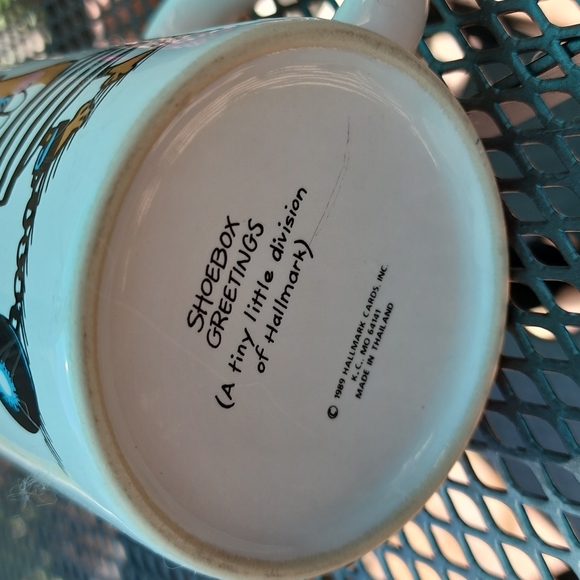 SHOEBOX
GREETINGS
(A tiny little division
of Hallmark)
© 1989 HALLMARK CARDS, INC.
K.C., MO 64141
MADE IN THAILAND